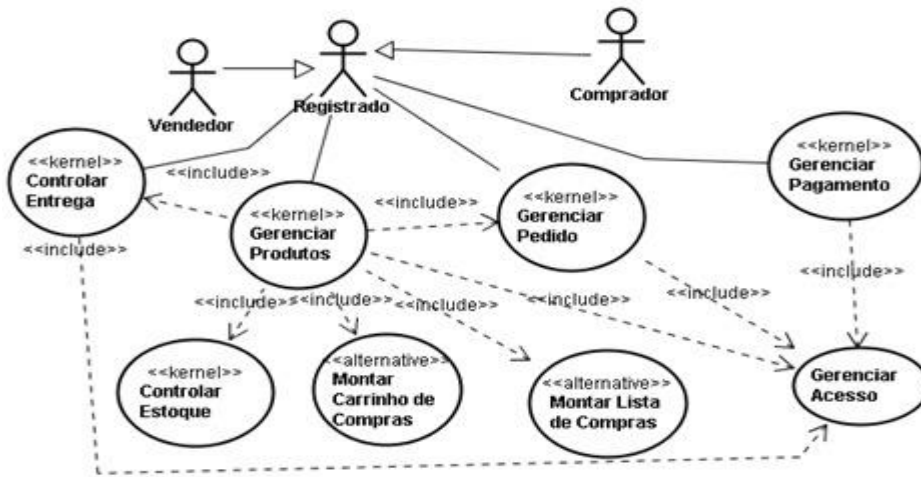 Vendedor
Registrado
Comprador
<<kernel>>
Controlar
Entrega
<<include>>
<<kernel>>
Gerenciar
Produtos
<<include>>
<<kernel>>
Gerenciar
Pedido
<<kernel>>
Gerenciar
Pagamento
<<include>>
<<include>>
<<include>>
<<include>>
<<include>>
<<include>>
<<include>>
<<kernel>>
Controlar
Estoque
<<alternative>>
Montar
Carrinho de
Compras
<<alternative>>
Montar Lista
de Compras
Gerenciar
Acesso